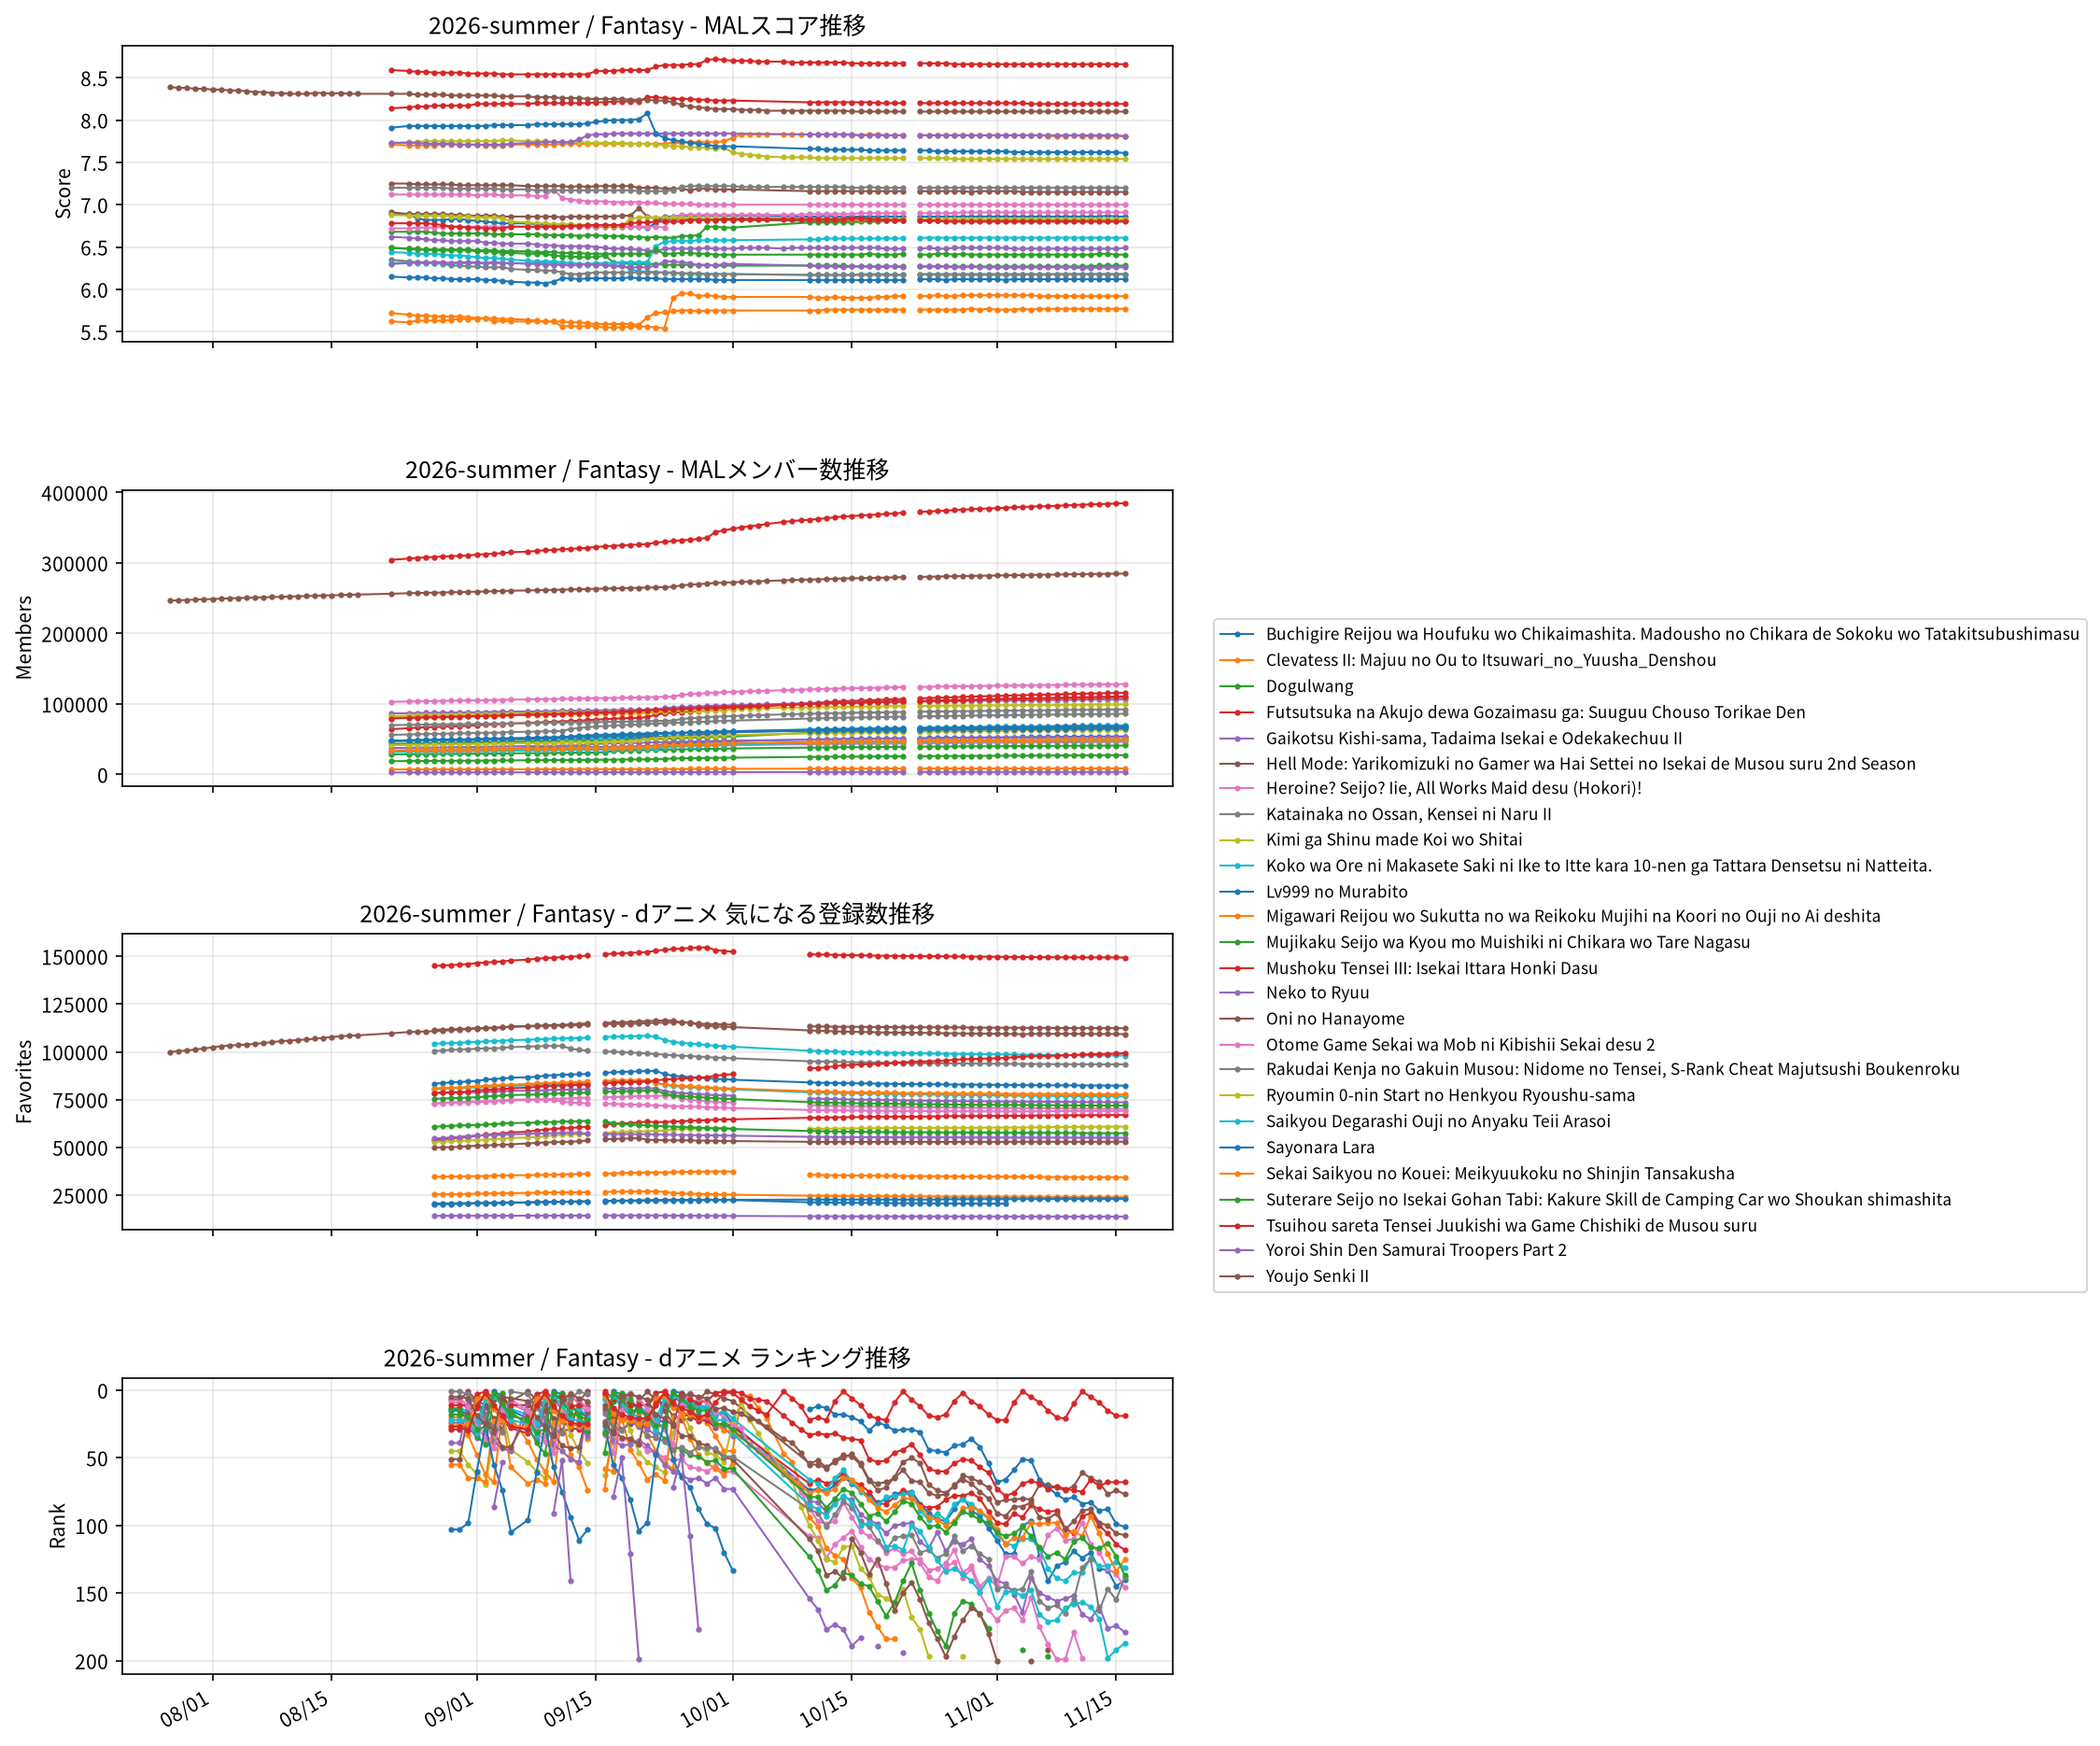 2026-summer / Fantasy - MALスコア推移
8.5
8.0
7.5
7.0
6.5
6.0
5.5
Score
2026-summer / Fantasy - MALメンバー数推移
400000
300000
200000
100000
0
Members
2026-summer / Fantasy - dアニメ 気になる登録数推移
150000
125000
100000
75000
50000
25000
Favorites
2026-summer / Fantasy - dアニメ ランキング推移
0
50
100
150
200
Rank
08/01
08/15
09/01
09/15
10/01
10/15
11/01
11/15
Buchigire Reijou wa Houfuku wo Chikaimashita. Madousho no Chikara de Sokoku wo Tatakitsubushimasu
Clevatess II: Majuu no Ou to Itsuwari_no_Yuusha_Denshou
Dogulwang
Futsutsuka na Akujo dewa Gozaimasu ga: Suuguu Chouso Torikae Den
Gaikotsu Kishi-sama, Tadaima Isekai e Odekakechuu II
Hell Mode: Yarikomizuki no Gamer wa Hai Settei no Isekai de Musou suru 2nd Season
Heroine? Seijo? Iie, All Works Maid desu (Hokori)!
Katainaka no Ossan, Kensei ni Naru II
Kimi ga Shinu made Koi wo Shitai
Koko wa Ore ni Makasete Saki ni Ike to Itte kara 10-nen ga Tattara Densetsu ni Natteita.
Lv999 no Murabito
Migawari Reijou wo Sukutta no wa Reikoku Mujihi na Koori no Ouji no Ai deshita
Mujikaku Seijo wa Kyou mo Muishiki ni Chikara wo Tare Nagasu
Mushoku Tensei III: Isekai Ittara Honki Dasu
Neko to Ryuu
Oni no Hanayome
Otome Game Sekai wa Mob ni Kibishii Sekai desu 2
Rakudai Kenja no Gakuin Musou: Nidome no Tensei, S-Rank Cheat Majutsushi Boukenroku
Ryoumin 0-nin Start no Henkyou Ryoushu-sama
Saikyou Degarashi Ouji no Anyaku Teii Arasoi
Sayonara Lara
Sekai Saikyou no Kouei: Meikyuukoku no Shinjin Tansakusha
Suterare Seijo no Isekai Gohan Tabi: Kakure Skill de Camping Car wo Shoukan shimashita
Tsuihou sareta Tensei Juukishi wa Game Chishiki de Musou suru
Yoroi Shin Den Samurai Troopers Part 2
Youjo Senki II